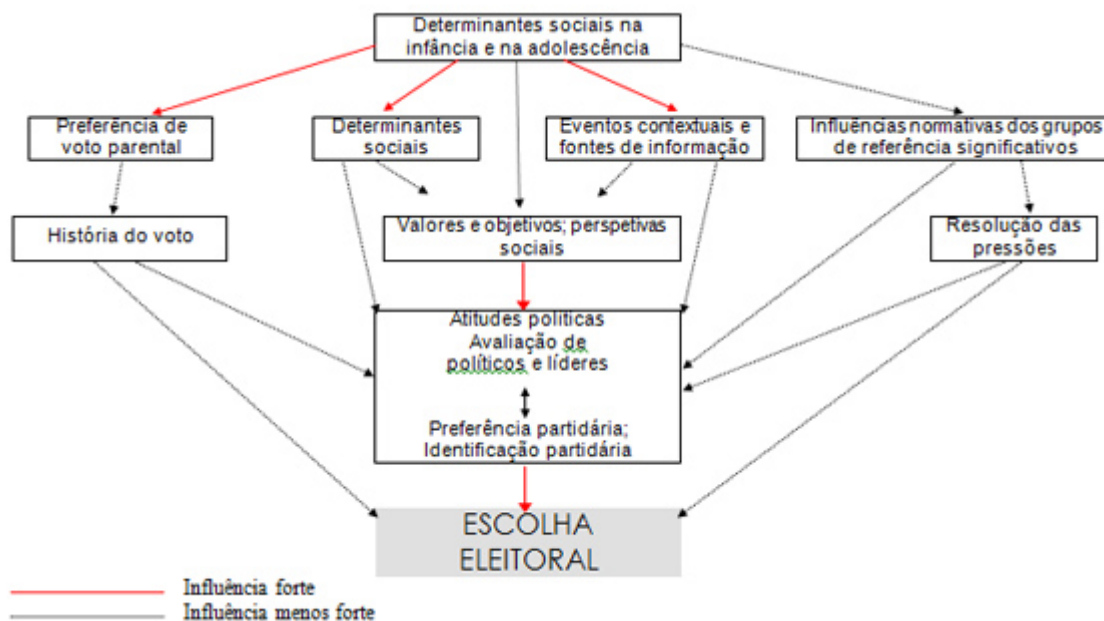 Determinantes sociais na
infância e na adolescência
Preferência de
voto parental
Determinantes
sociais
Eventos contextuais e
fontes de informação
Influências normativas dos grupos
de referência significativos
História do voto
Valores e objetivos; perspetivas
sociais
Resolução das
pressões
Atitudes políticas
Avaliação de
políticos e líderes
Preferência partidária;
Identificação partidária
ESCOLHA
ELEITORAL
Influência forte
Influência menos forte